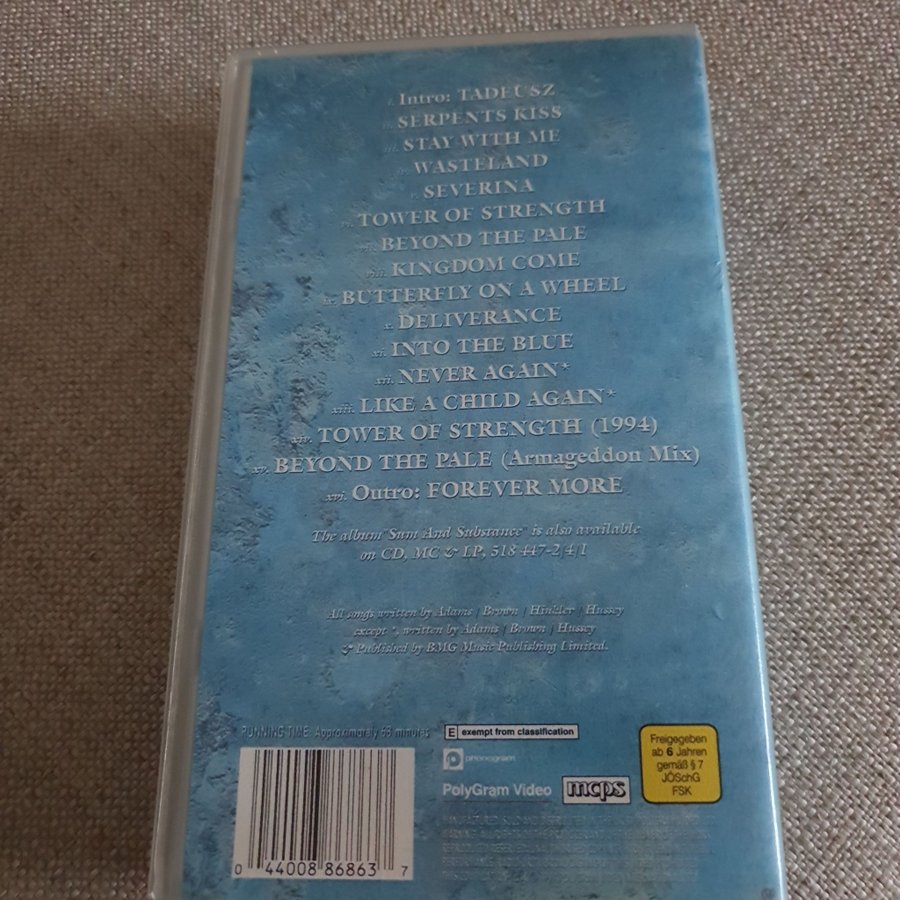 i. Intro: TADEUSZ
ii. SERPENTS KISS
iii. STAY WITH ME
WASTELAND
v. SEVERINA
vi. TOWER OF STRENGTH
vii. BEYOND THE PALE
viii. KINGDOM COME
ix. BUTTERFLY ON A WHEEL
x. DELIVERANCE
xi. INTO THE BLUE
xii. NEVER AGAIN*
xiii. LIKE A CHILD AGAIN*
xiv. TOWER OF STRENGTH (1994)
xv. BEYOND THE PALE (Armageddon Mix)
xvi. Outro: FOREVER MORE
The album "Sum And Substance" is also available
on CD, MC & LP, 518 447-2/4/1
All songs written by Adams / Brown / Hinkler / Hussey
except *, written by Adams / Brown / Hussey
& Published by BMG Music Publishing Limited.
RUNNING TIME: Approximately 68 minutes
E exempt from classification
phonogram
PolyGram Video
mcps
Freigegeben
ab 6 Jahren
gemäß § 7
JÖSchG
FSK
0 44008 86863 7